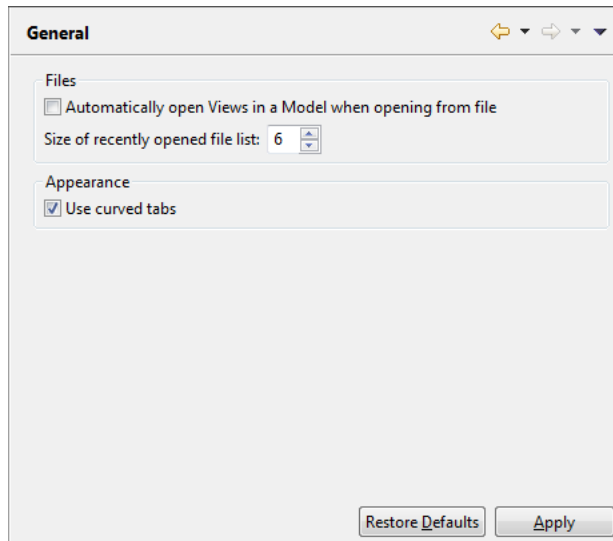 General
Files
Automatically open Views in a Model when opening from file
Size of recently opened file list: 6
Appearance
Use curved tabs
Restore Defaults Apply